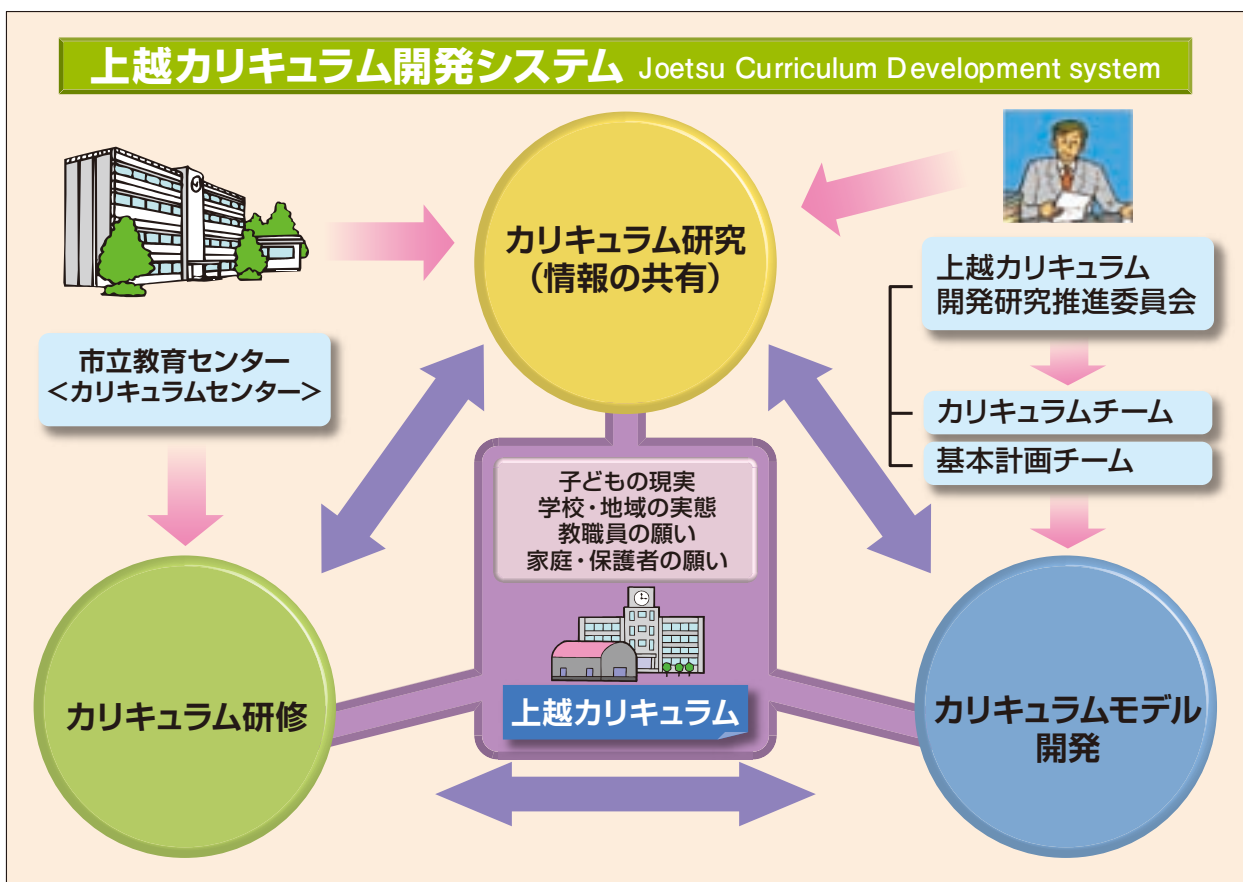 上越カリキュラム開発システム Joetsu Curriculum Development system
カリキュラム研究
(情報の共有)
市立教育センター
<カリキュラムセンター>
上越カリキュラム
開発研究推進委員会
カリキュラムチーム
基本計画チーム
子どもの現実
学校・地域の実態
教職員の願い
家庭・保護者の願い
上越カリキュラム
カリキュラム研修
カリキュラムモデル
開発